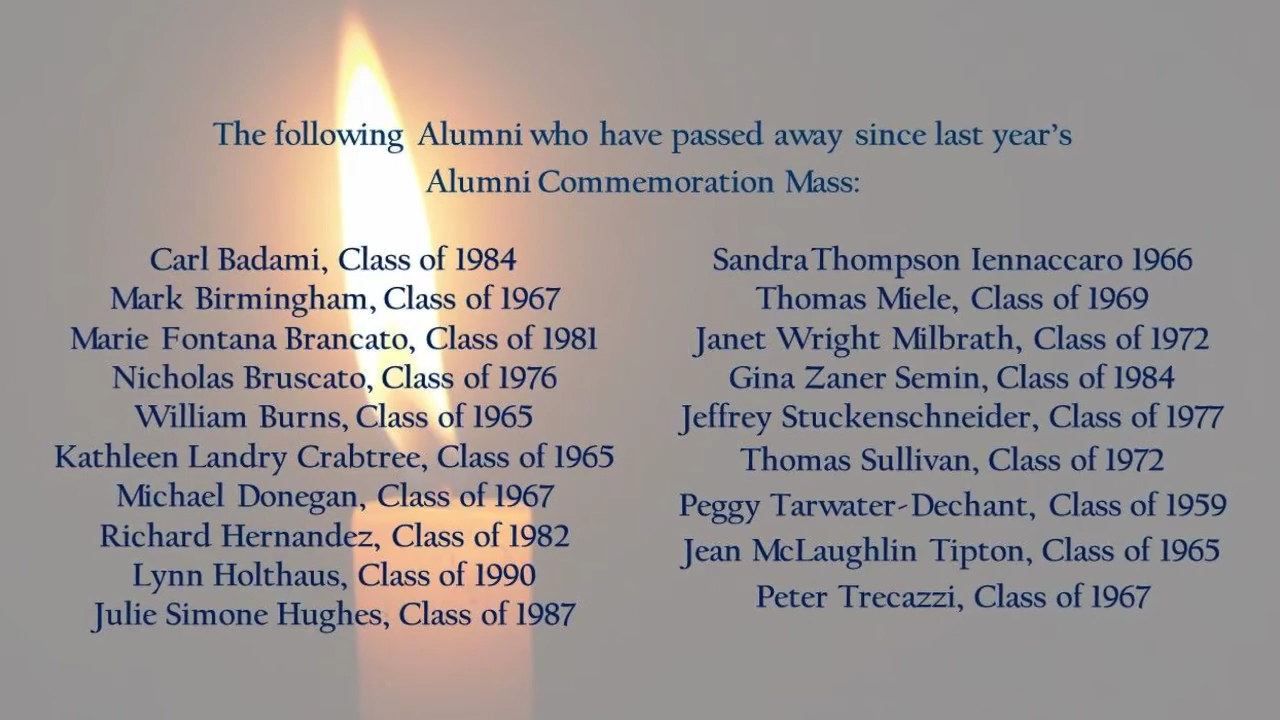 The following Alumni who have passed away since last year's
Alumni Commemoration Mass:
Carl Badami, Class of 1984
Mark Birmingham, Class of 1967
Marie Fontana Brancato, Class of 1981
Nicholas Bruscato, Class of 1976
William Burns, Class of 1965
Kathleen Landry Crabtree, Class of 1965
Michael Donegan, Class of 1967
Richard Hernandez, Class of 1982
Lynn Holthaus, Class of 1990
Julie Simone Hughes, Class of 1987
Sandra Thompson Iennaccaro 1966
Thomas Miele, Class of 1969
Janet Wright Milbrath, Class of 1972
Gina Zaner Semin, Class of 1984
Jeffrey Stuckenschneider, Class of 1977
Thomas Sullivan, Class of 1972
Peggy Tarwater-Dechant, Class of 1959
Jean McLaughlin Tipton, Class of 1965
Peter Trecazzi, Class of 1967